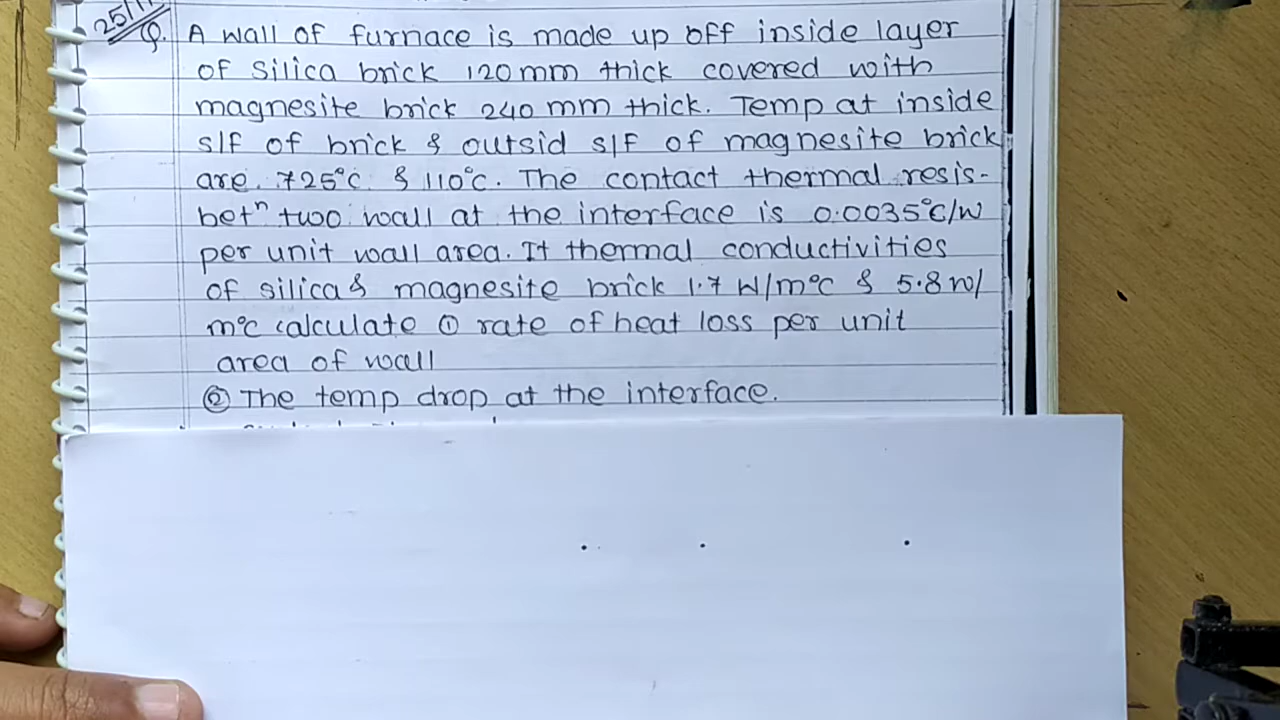 25/11
Q. A wall of furnace is made up off inside layer
of silica brick 120 mm thick covered with
magnesite brick 240 mm thick. Temp at inside
s/f of brick & outsid s/f of magnesite brick
are. 725°c. & 110°c. The contact thermal resis-
betⁿ two wall at the interface is 0.0035°c/w
per unit wall area. If thermal conductivities
of silica & magnesite brick 1.7 W/m°c & 5.8 w/
m°c calculate ① rate of heat loss per unit
area of wall
② The temp drop at the interface.